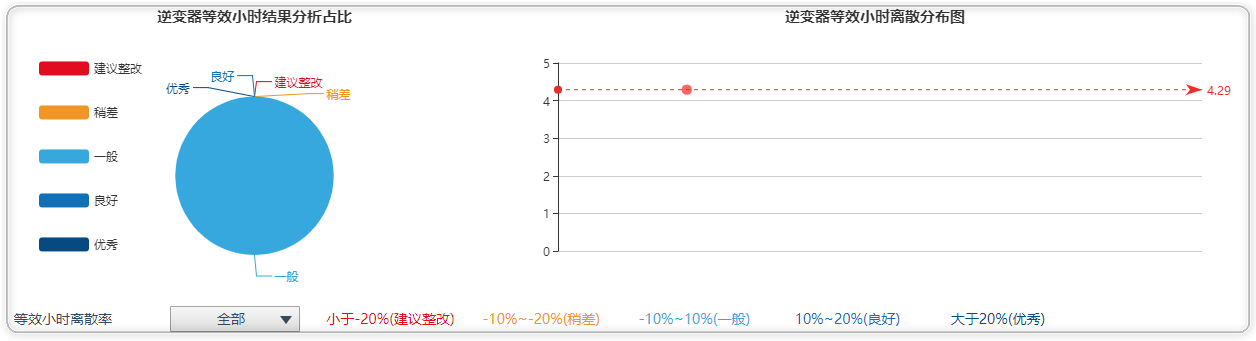 逆变器等效小时结果分析占比
建议整改
稍差
一般
良好
优秀
良好
优秀
建议整改
稍差
一般
逆变器等效小时离散分布图
5
4
3
2
1
0
4.29
等效小时离散率 全部 小于-20%(建议整改) -10%~-20%(稍差) -10%~10%(一般) 10%~20%(良好) 大于20%(优秀)